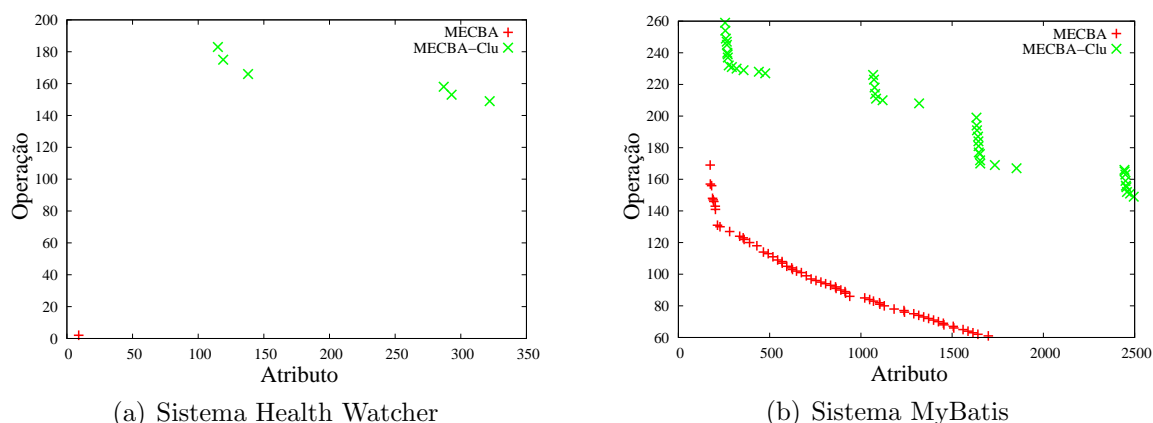 200
180
160
140
120
100
80
60
40
20
0
Operação
0 50 100 150 200 250 300 350
Atributo
MECBA
MECBA-Clu
(a) Sistema Health Watcher
260
240
220
200
180
160
140
120
100
80
60
Operação
0 500 1000 1500 2000 2500
Atributo
MECBA
MECBA-Clu
(b) Sistema MyBatis